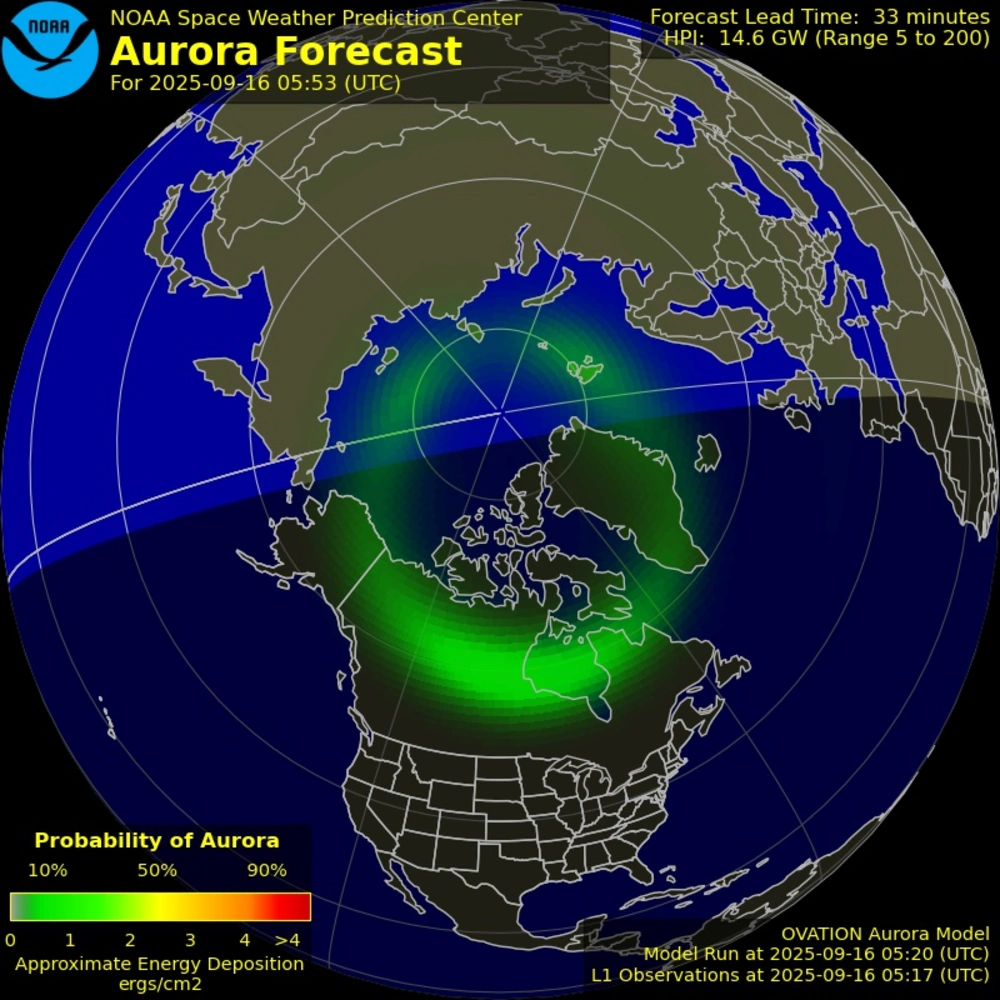 NOAA
NOAA Space Weather Prediction Center
Aurora Forecast
For 2025-09-16 05:53 (UTC)
Forecast Lead Time: 33 minutes
HPI: 14.6 GW (Range 5 to 200)
Probability of Aurora
10% 50% 90%
0 1 2 3 4 >4
Approximate Energy Deposition
ergs/cm2
OVATION Aurora Model
Model Run at 2025-09-16 05:20 (UTC)
L1 Observations at 2025-09-16 05:17 (UTC)